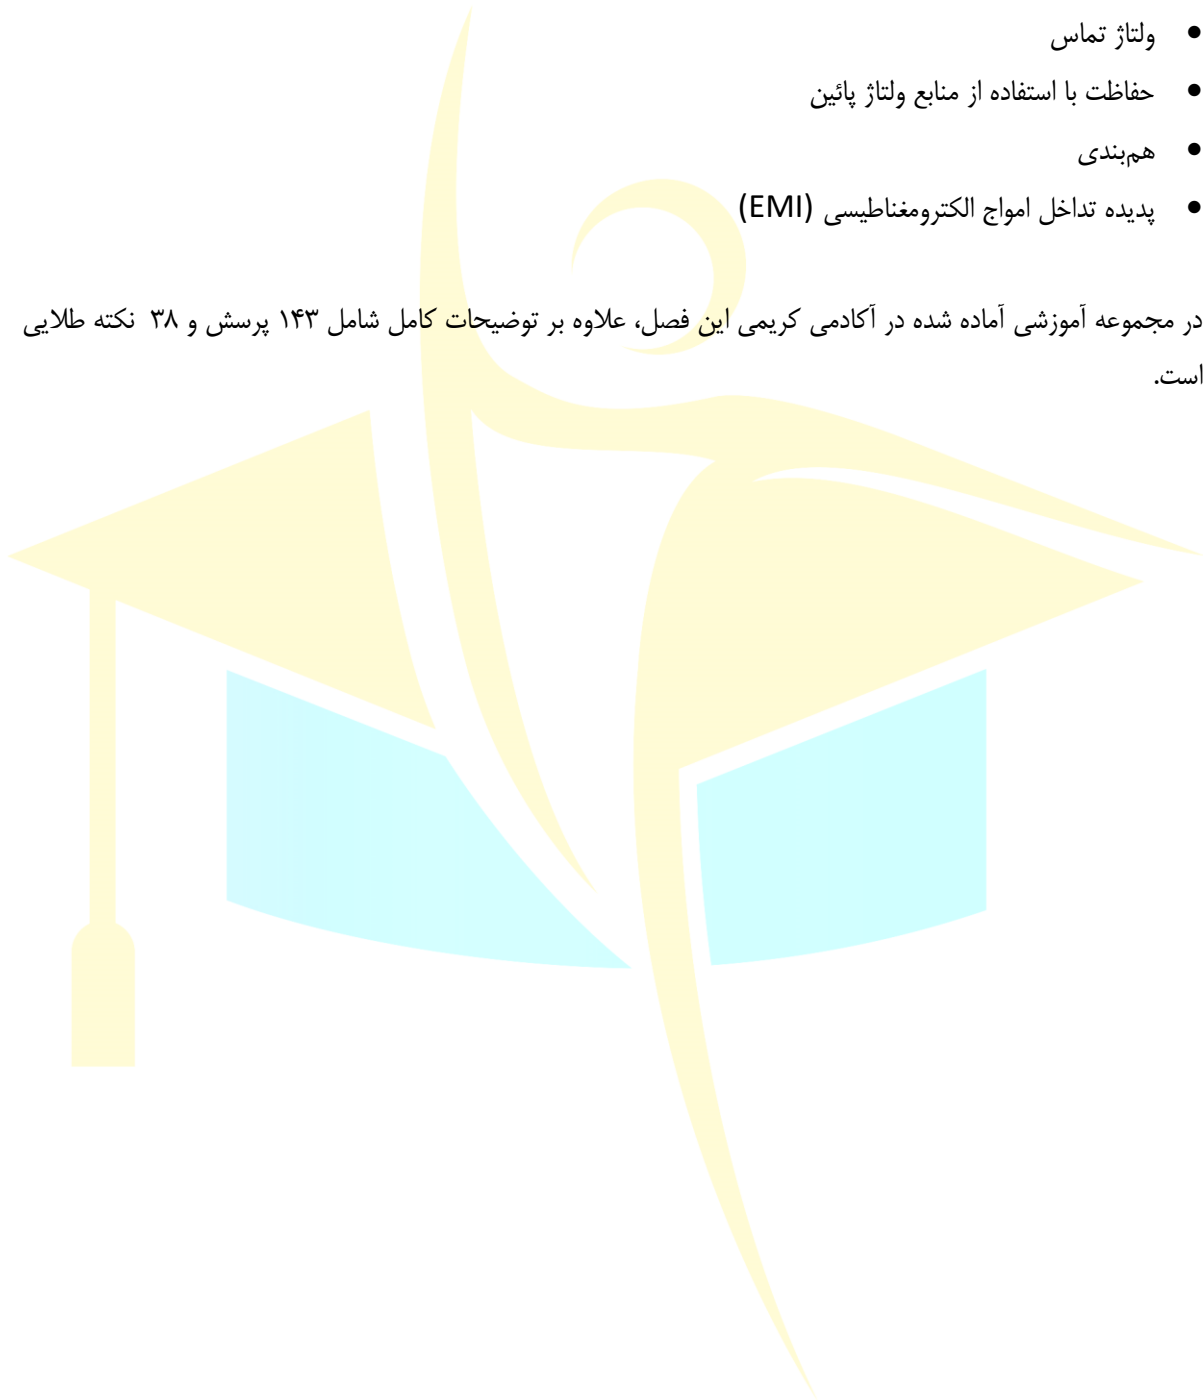 • ولتاژ تماس
• حفاظت با استفاده از منابع ولتاژ پائین
• هم‌بندی
• پدیده تداخل امواج الکترومغناطیسی (EMI)
در مجموعه آموزشی آماده شده در آکادمی کریمی این فصل، علاوه بر توضیحات کامل شامل ۱۴۳ پرسش و ۳۸ نکته طلایی
است.